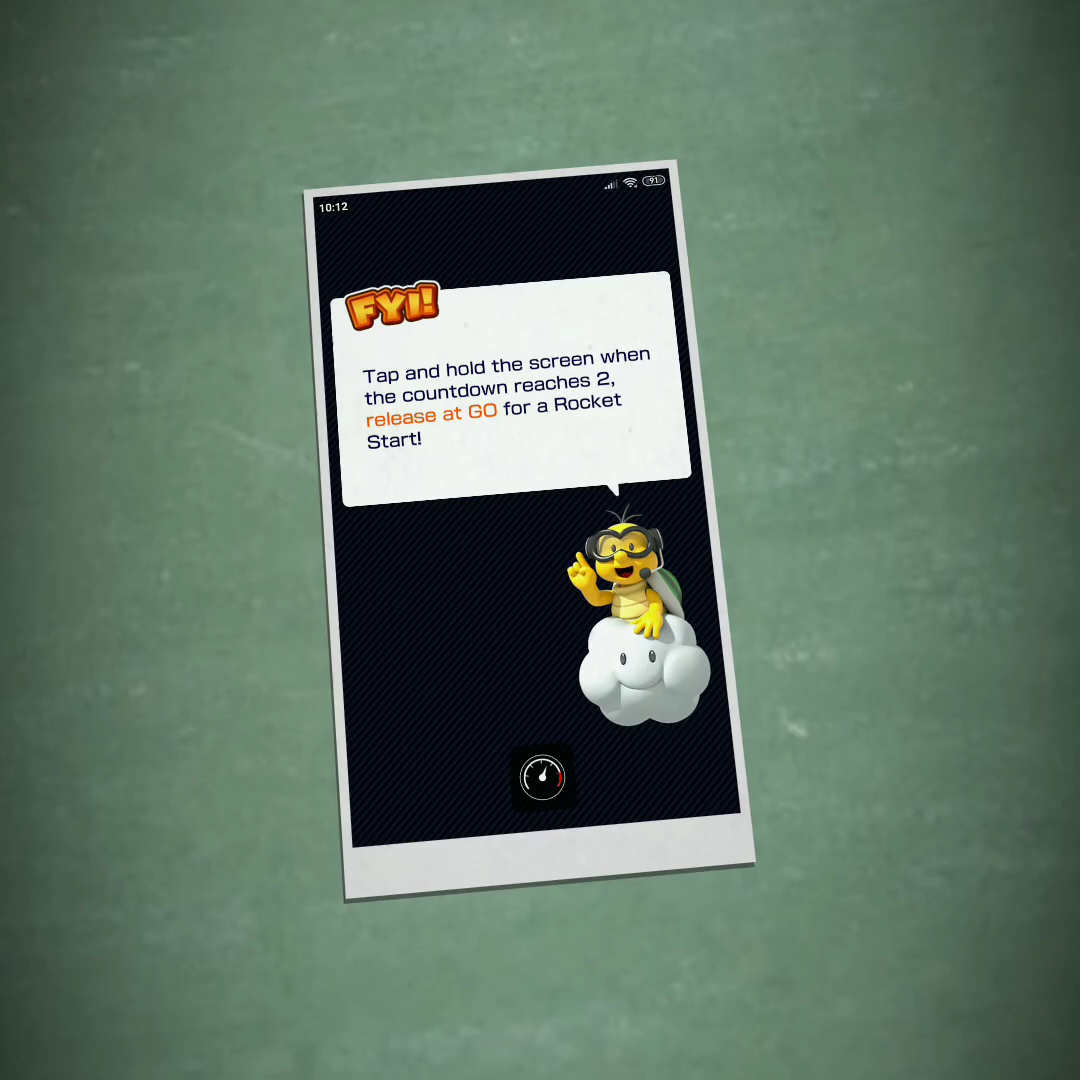 10:12
91
FYI!
Tap and hold the screen when
the countdown reaches 2,
release at GO for a Rocket
Start!